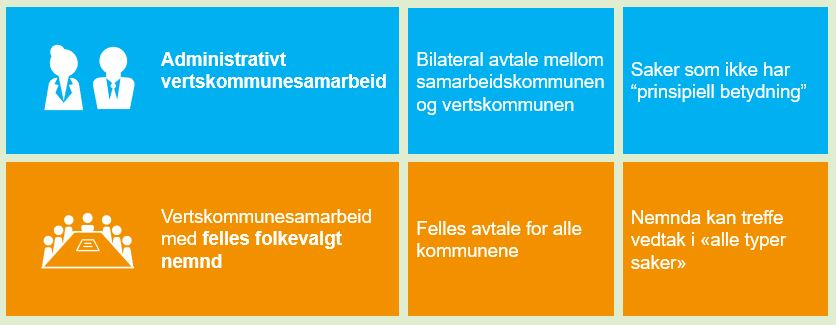 Administrativt
vertskommunesamarbeid
Bilateral avtale mellom
samarbeidskommunen
og vertskommunen
Saker som ikke har
“prinsipiell betydning”
Vertskommunesamarbeid
med felles folkevalgt
nemnd
Felles avtale for alle
kommunene
Nemnda kan treffe
vedtak i «alle typer
saker»